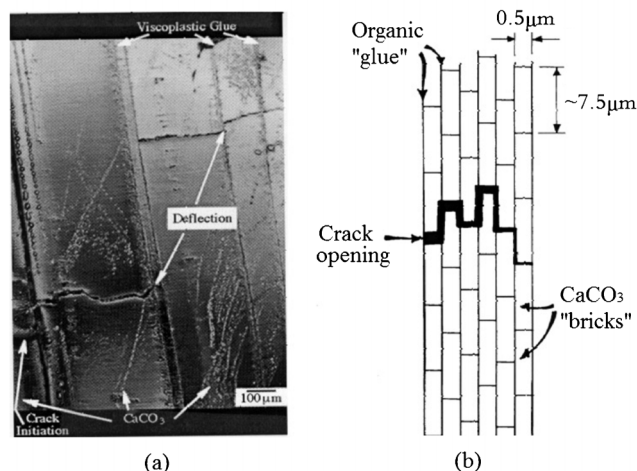 Viscoplastic Glue
Deflection
100μm
Crack
Initiation
CaCO₃
(a)
Organic
"glue"
0.5μm
~7.5μm
Crack
opening
CaCO₃
"bricks"
(b)